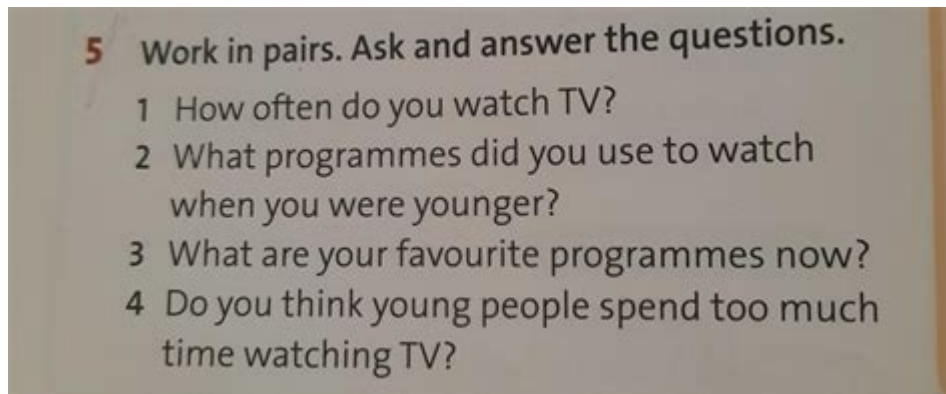 5 Work in pairs. Ask and answer the questions.
1 How often do you watch TV?
2 What programmes did you use to watch
when you were younger?
3 What are your favourite programmes now?
4 Do you think young people spend too much
time watching TV?